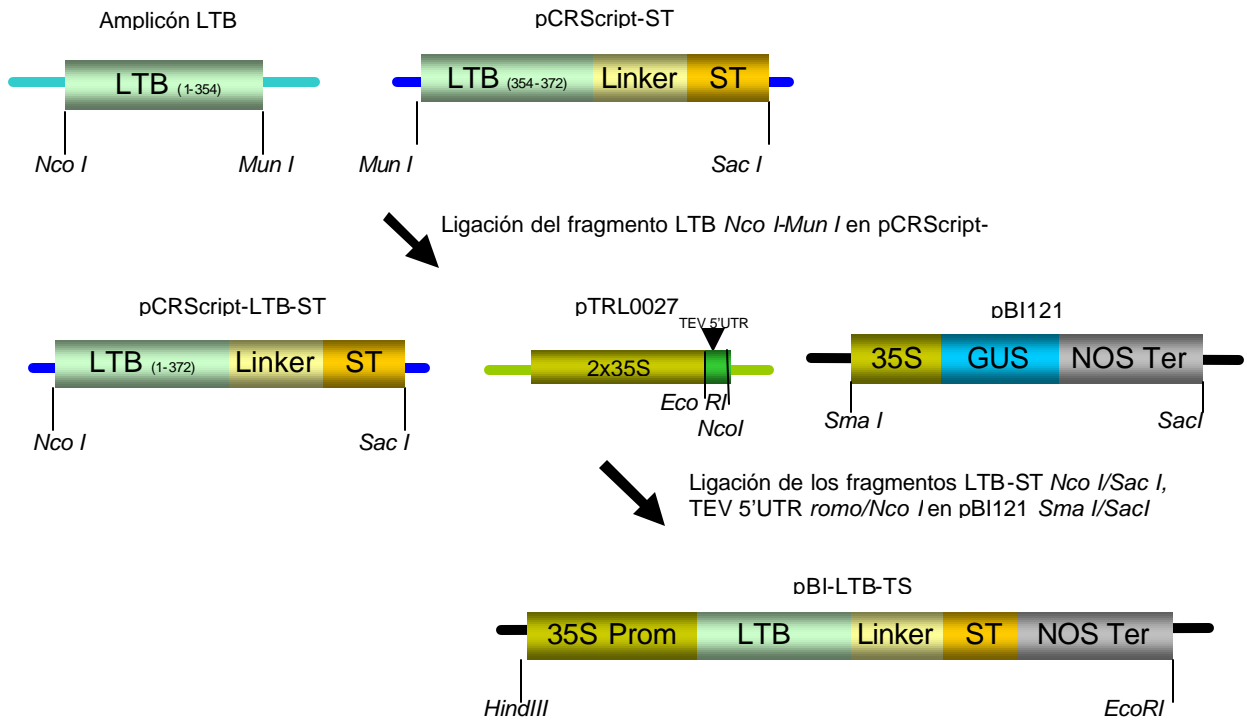 Amplicón LTB
pCRScript-ST
LTB (1-354)
LTB (354-372) Linker ST
Nco I Mun I Mun I Sac I
Ligación del fragmento LTB Nco I-Mun I en pCRScript-
pCRScript-LTB-ST
pTRL0027
TEV 5'UTR
pBI121
LTB (1-372) Linker ST
2x35S
35S GUS NOS Ter
Eco RI
NcoI
Nco I Sac I
Sma I SacI
Ligación de los fragmentos LTB-ST Nco I/Sac I,
TEV 5'UTR romo/Nco I en pBI121 Sma I/SacI
pBI-LTB-TS
35S Prom LTB Linker ST NOS Ter
HindIII EcoRI